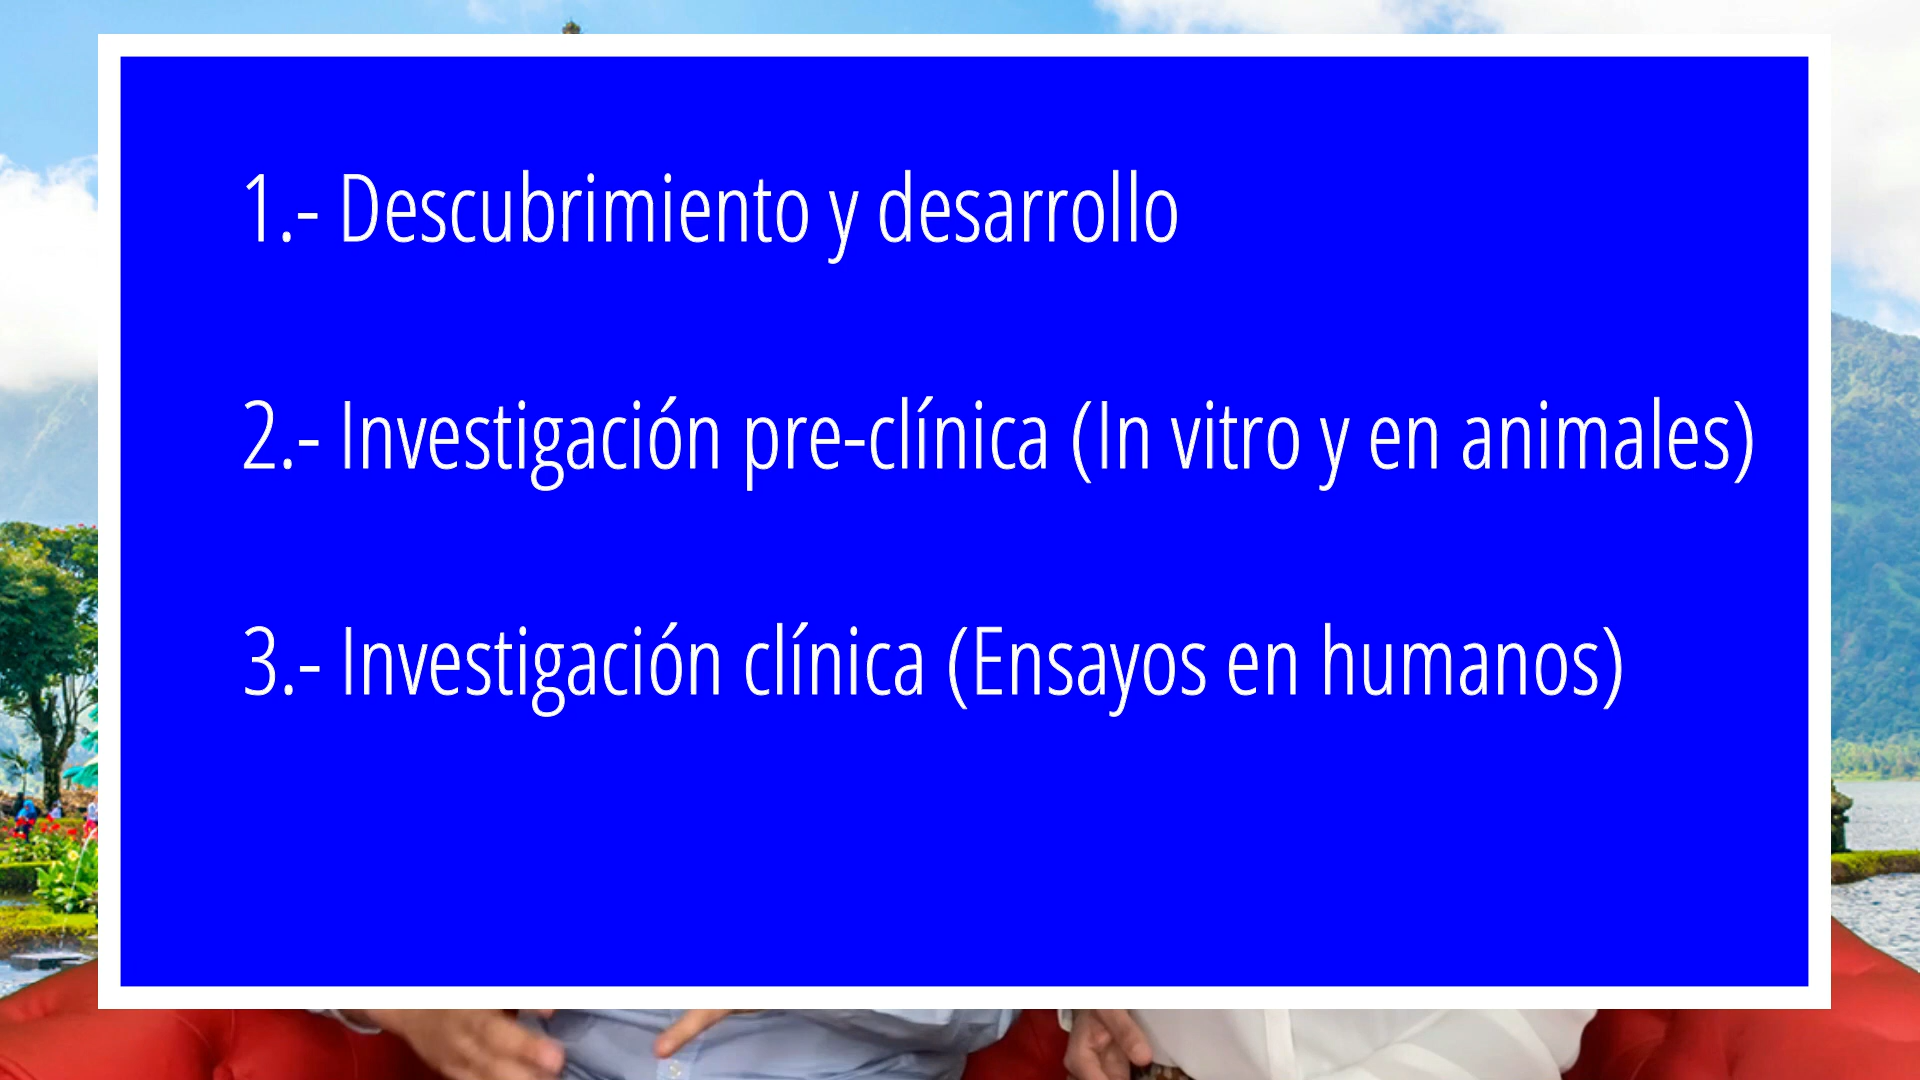 1.- Descubrimiento y desarrollo
2.- Investigación pre-clínica (In vitro y en animales)
3.- Investigación clínica (Ensayos en humanos)